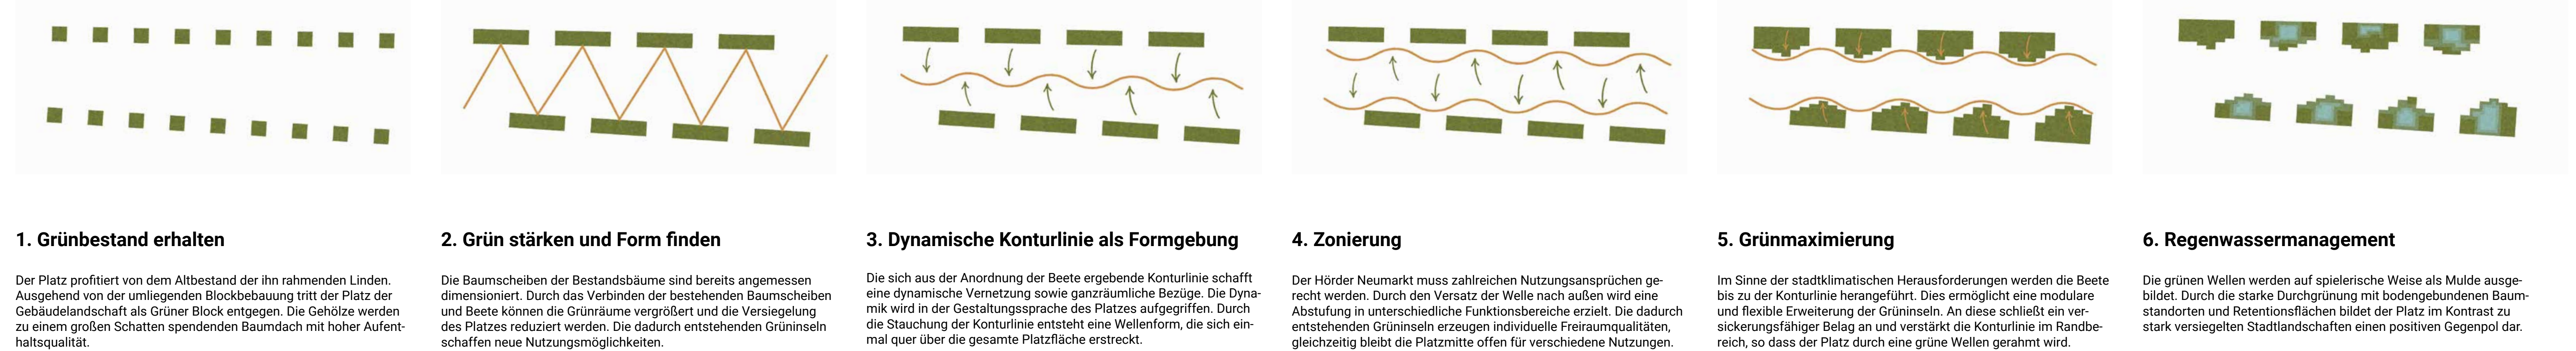 1. Grünbestand erhalten
Der Platz profitiert von dem Altbestand der ihn rahmenden Linden.
Ausgehend von der umliegenden Blockbebauung tritt der Platz der
Gebäudelandschaft als Grüner Block entgegen. Die Gehölze werden
zu einem großen Schatten spendenden Baumdach mit hoher Aufent-
haltsqualität.
2. Grün stärken und Form finden
Die Baumscheiben der Bestandsbäume sind bereits angemessen
dimensioniert. Durch das Verbinden der bestehenden Baumscheiben
und Beete können die Grünräume vergrößert und die Versiegelung
des Platzes reduziert werden. Die dadurch entstehenden Grüninseln
schaffen neue Nutzungsmöglichkeiten.
3. Dynamische Konturlinie als Formgebung
Die sich aus der Anordnung der Beete ergebende Konturlinie schafft
eine dynamische Vernetzung sowie ganzräumliche Bezüge. Die Dyna-
mik wird in der Gestaltungssprache des Platzes aufgegriffen. Durch
die Stauchung der Konturlinie entsteht eine Wellenform, die sich ein-
mal quer über die gesamte Platzfläche erstreckt.
4. Zonierung
Der Hörder Neumarkt muss zahlreichen Nutzungsansprüchen ge-
recht werden. Durch den Versatz der Welle nach außen wird eine
Abstufung in unterschiedliche Funktionsbereiche erzielt. Die dadurch
entstehenden Grüninseln erzeugen individuelle Freiraumqualitäten,
gleichzeitig bleibt die Platzmitte offen für verschiedene Nutzungen.
5. Grünmaximierung
Im Sinne der stadtklimatischen Herausforderungen werden die Beete
bis zu der Konturlinie herangeführt. Dies ermöglicht eine modulare
und flexible Erweiterung der Grüninseln. An diese schließt ein ver-
sickerungsfähiger Belag an und verstärkt die Konturlinie im Randbe-
reich, so dass der Platz durch eine grüne Wellen gerahmt wird.
6. Regenwassermanagement
Die grünen Wellen werden auf spielerische Weise als Mulde ausge-
bildet. Durch die starke Durchgrünung mit bodengebundenen Baum-
standorten und Retentionsflächen bildet der Platz im Kontrast zu
stark versiegelten Stadtlandschaften einen positiven Gegenpol dar.